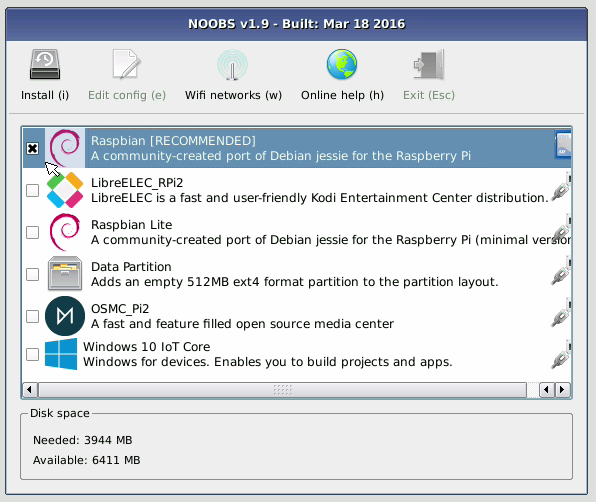 NOOBS v1.9 - Built: Mar 18 2016
Install (i) Edit config (e) Wifi networks (w) Online help (h) Exit (Esc)
Raspbian [RECOMMENDED]
A community-created port of Debian jessie for the Raspberry Pi
LibreELEC_RPi2
LibreELEC is a fast and user-friendly Kodi Entertainment Center distribution.
Raspbian Lite
A community-created port of Debian jessie for the Raspberry Pi (minimal version
Data Partition
Adds an empty 512MB ext4 format partition to the partition layout.
OSMC_Pi2
A fast and feature filled open source media center
Windows 10 IoT Core
Windows for devices. Enables you to build projects and apps.
Disk space
Needed: 3944 MB
Available: 6411 MB